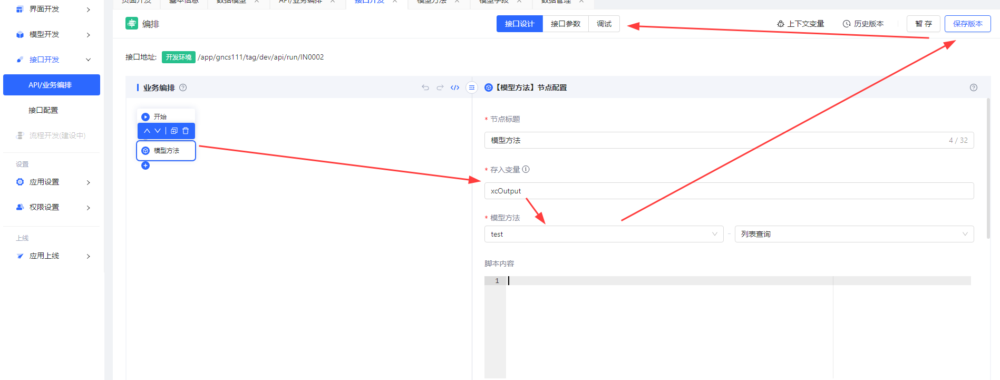 界面开发
模型开发
接口开发
API/业务编排
接口配置
流程开发(建设中)
设置
应用设置
权限设置
上线
应用上线
页面开发
基本信息
数据模型
API/业务编排
接口开发
模型方法
模型字段
数据管理
编排
接口设计
接口参数
调试
上下文变量
历史版本
暂 存
保存版本
接口地址:
开发环境
/app/gncs111/tag/dev/api/run/IN0002
业务编排
【模型方法】节点配置
开始
模型方法
* 节点标题
模型方法
4 / 32
* 存入变量
xcOutput
* 模型方法
test
-
列表查询
脚本内容
1